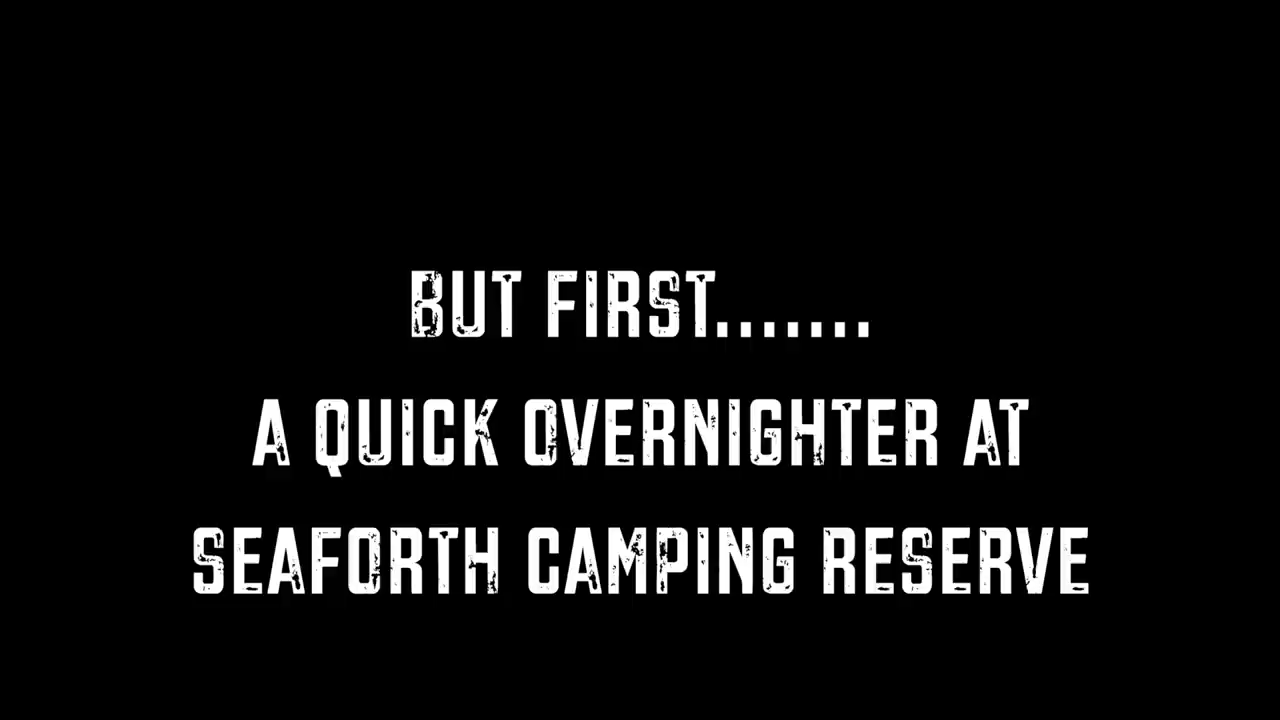 BUT FIRST.......
A QUICK OVERNIGHTER AT
SEAFORTH CAMPING RESERVE